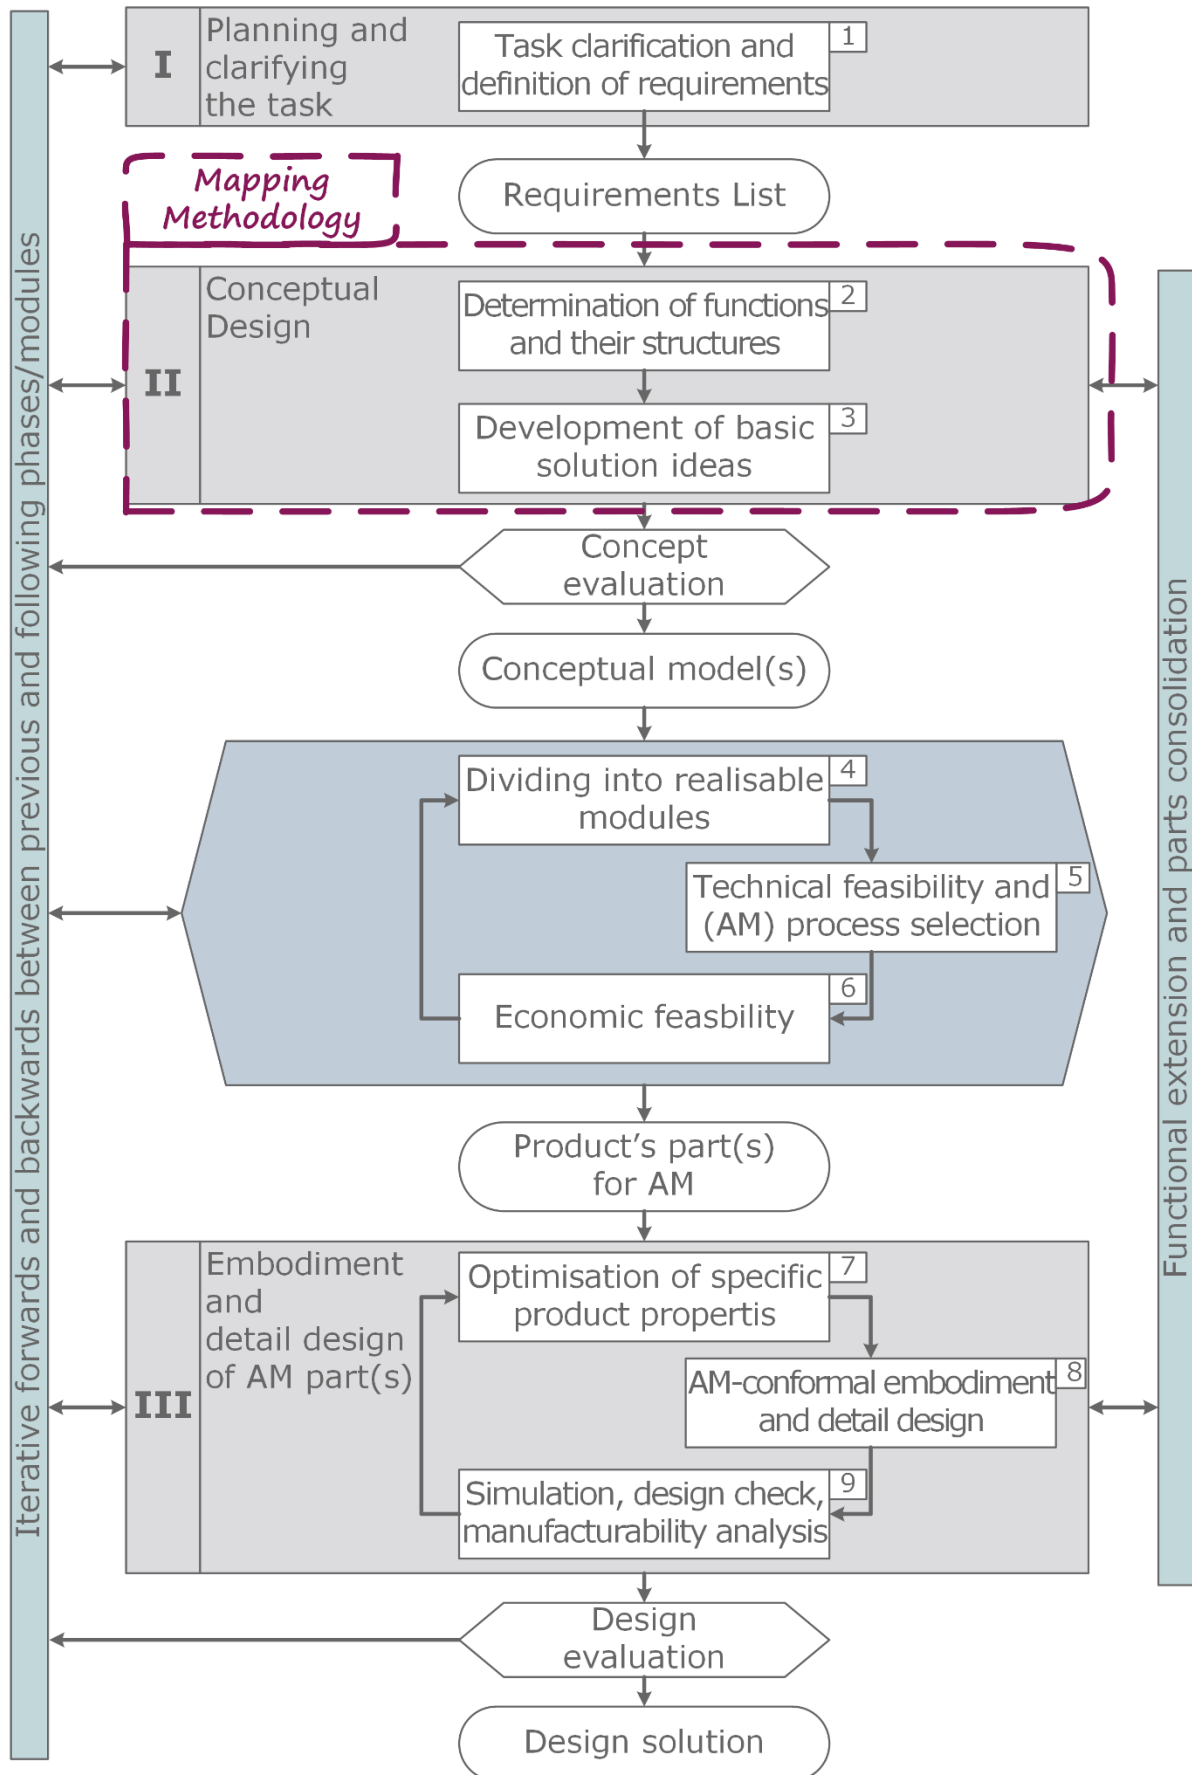 Iterative forwards and backwards between previous and following phases/modules
I
Planning and
clarifying
the task
1
Task clarification and
definition of requirements
Mapping
Methodology
Requirements List
II
Conceptual
Design
2
Determination of functions
and their structures
3
Development of basic
solution ideas
Concept
evaluation
Conceptual model(s)
4
Dividing into realisable
modules
5
Technical feasibility and
(AM) process selection
6
Economic feasbility
Product's part(s)
for AM
III
Embodiment
and
detail design
of AM part(s)
7
Optimisation of specific
product propertis
8
AM-conformal embodiment
and detail design
9
Simulation, design check,
manufacturability analysis
Design
evaluation
Design solution
Functional extension and parts consolidation